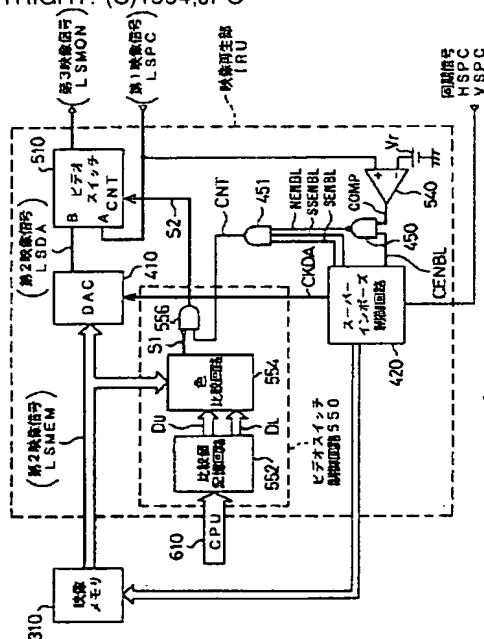 TRIGHT: (C)1994,JPO
(第3映像信号)
LSMON
(第1映像信号)
LSPC
映像再生部
IRU
同期信号
HSPC
VSPC
510
ビデオ
スイッチ
CNT
B
A
(第2映像信号)
LSDA
S2
CNT
451
NENBL
SSENBL
SENBL
COMP
Vr
540
450
CENBL
DAC
410
CKDA
556
S1
スーパー
インポーズ
制御回路
420
(第2映像信号)
LSMEM
色
比較回路
554
DU
DL
比較値
記憶回路
552
ビデオスイッチ
制御回路550
CPU
610
映像
メモリ
310